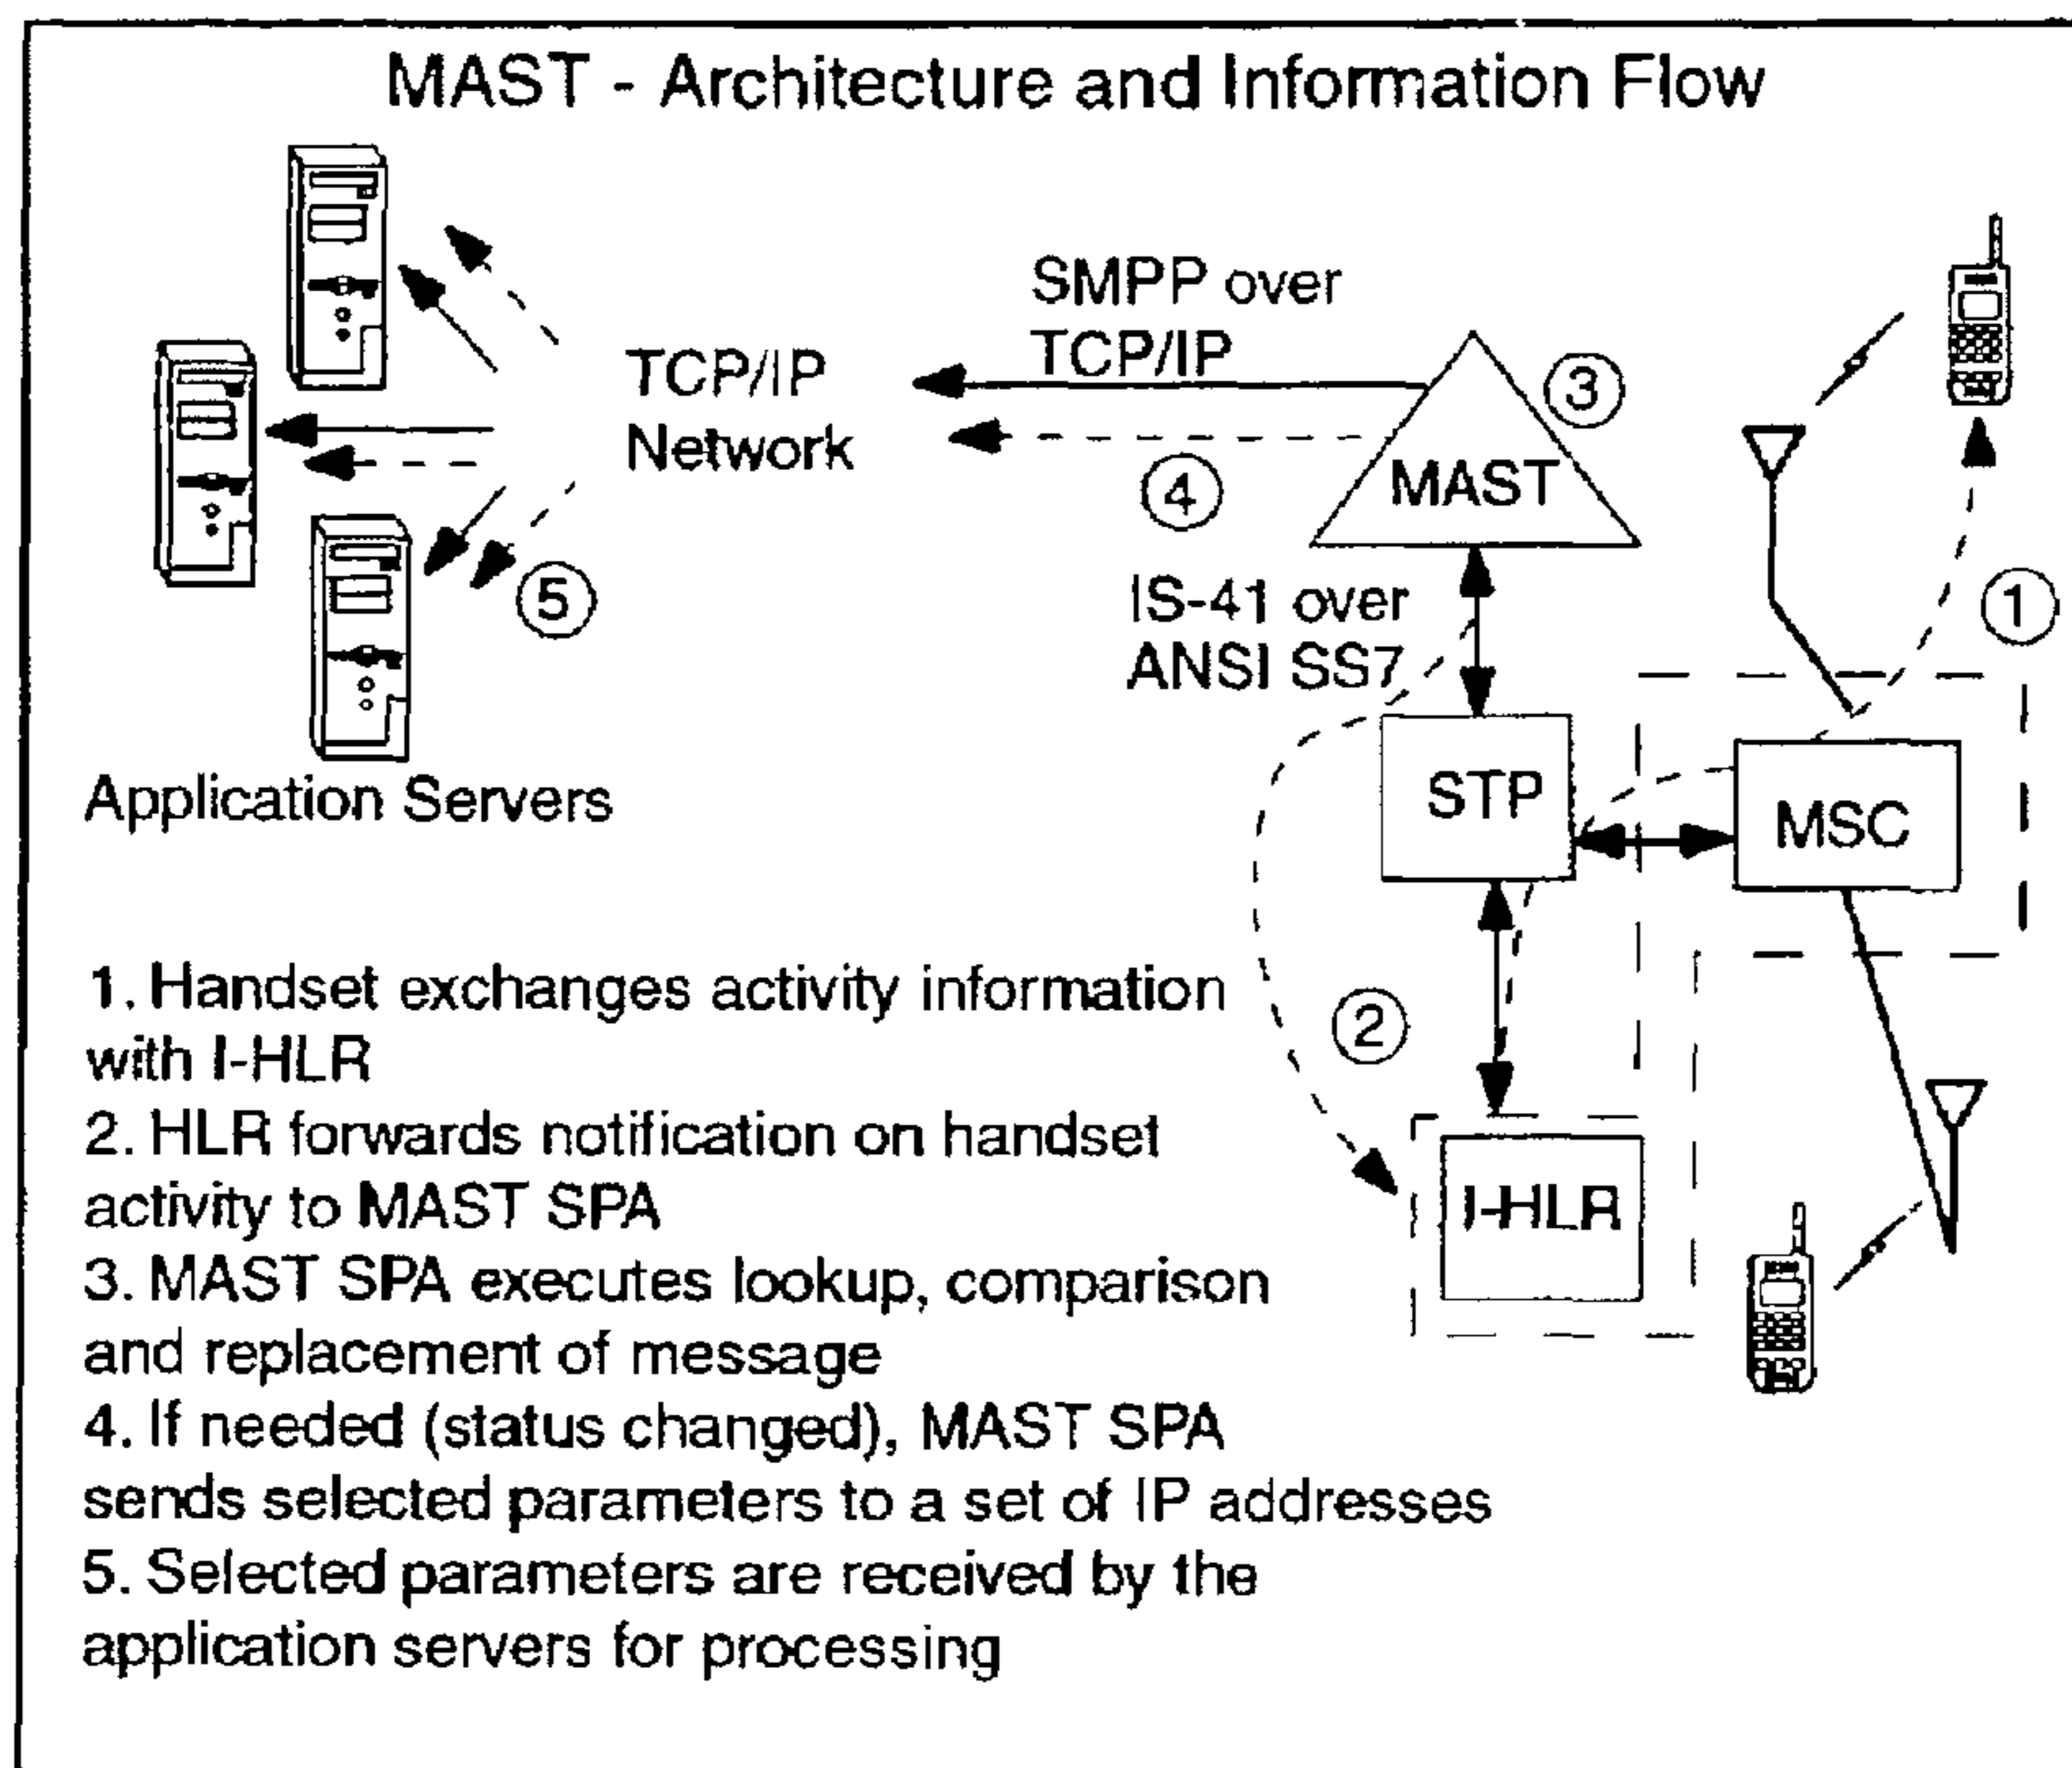 MAST - Architecture and Information Flow
SMPP over
TCP/IP
TCP/IP
Network
3
MAST
4
1
5
IS-41 over
ANSI SS7
STP
MSC
Application Servers
2
I-HLR
1. Handset exchanges activity information
with I-HLR
2. HLR forwards notification on handset
activity to MAST SPA
3. MAST SPA executes lookup, comparison
and replacement of message
4. If needed (status changed), MAST SPA
sends selected parameters to a set of IP addresses
5. Selected parameters are received by the
application servers for processing